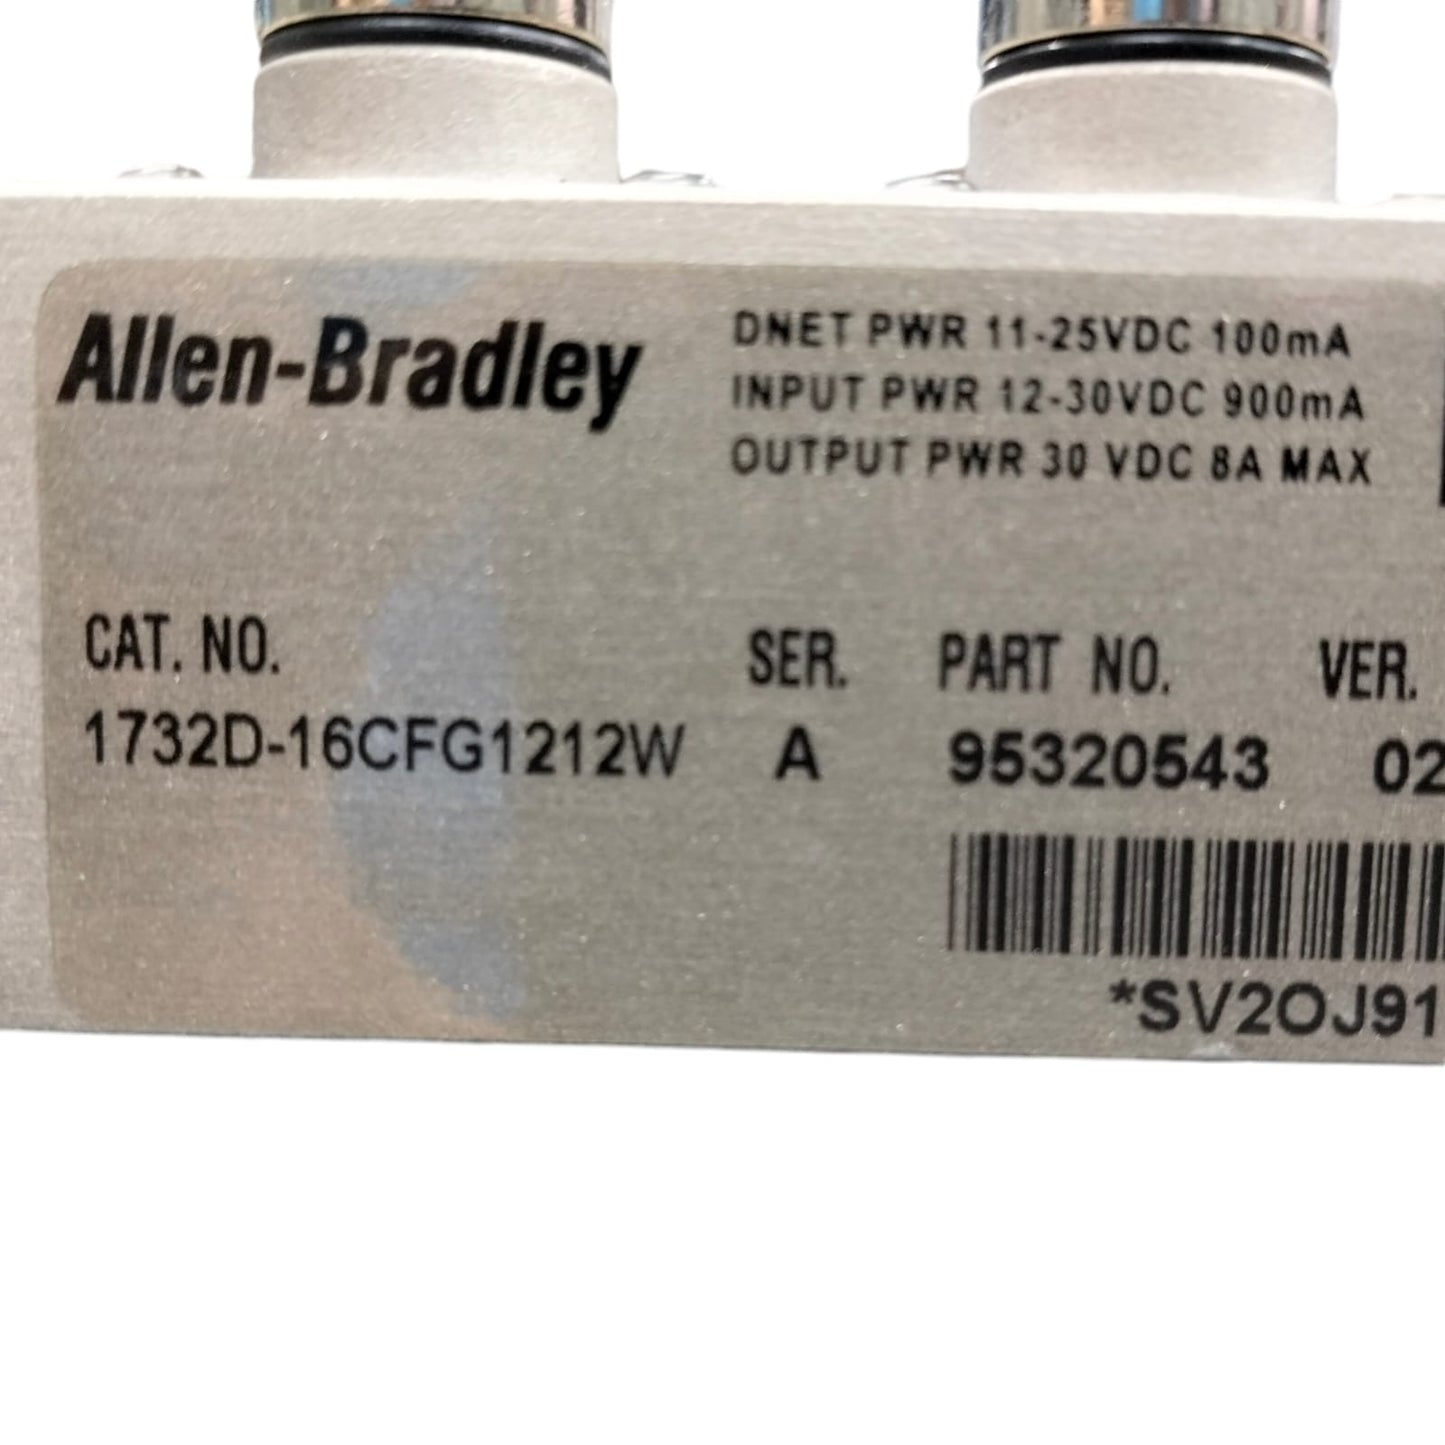 Allen-Bradley
DNET PWR 11-25VDC 100mA
INPUT PWR 12-30VDC 900mA
OUTPUT PWR 30 VDC 8A MAX
CAT. NO. SER. PART NO. VER.
1732D-16CFG1212W A 95320543 02
*SV2OJ91